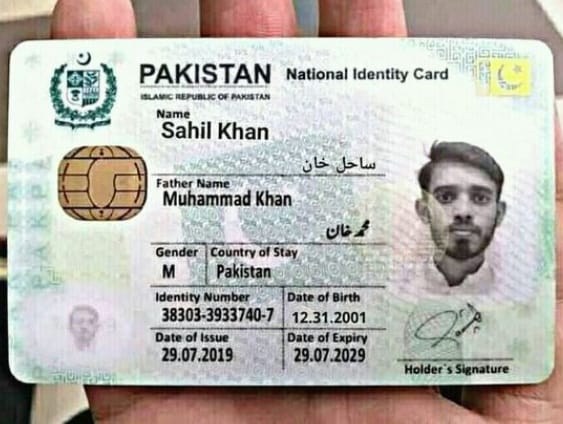 PAKISTAN National Identity Card
ISLAMIC REPUBLIC OF PAKISTAN
Name
Sahil Khan
ساحل خان
Father Name
Muhammad Khan
محمد خان
Gender Country of Stay
M Pakistan
Identity Number Date of Birth
38303-3933740-7 12.31.2001
Date of Issue Date of Expiry
29.07.2019 29.07.2029
Holder`s Signature